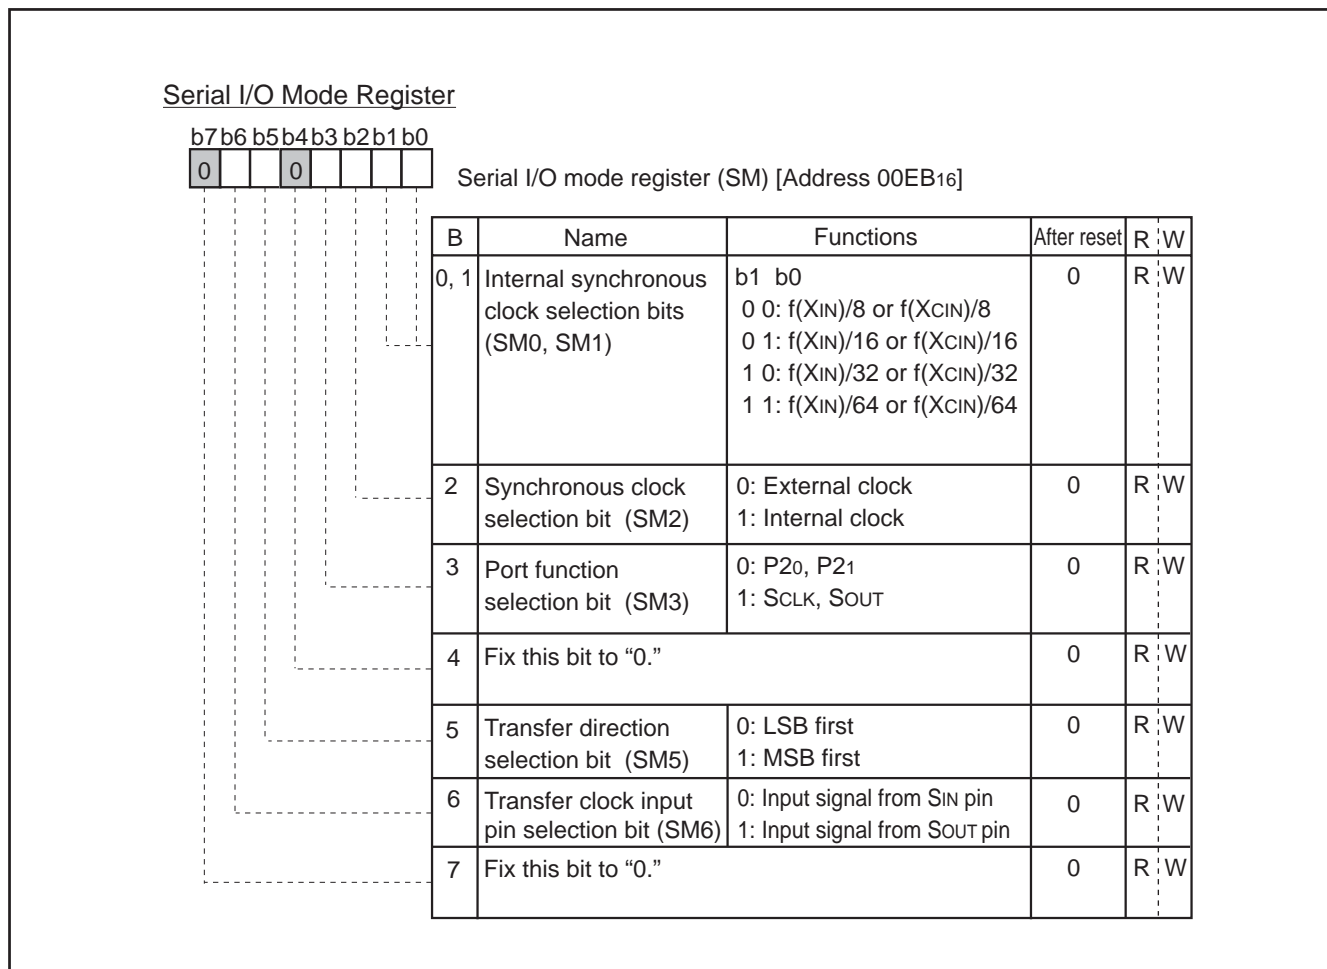 Serial I/O Mode Register
b7 b6 b5 b4 b3 b2 b1 b0
0 0
Serial I/O mode register (SM) [Address 00EB16]
B Name Functions After reset R W
0, 1 Internal synchronous b1 b0 0 R W
clock selection bits 0 0: f(XIN)/8 or f(XCIN)/8
(SM0, SM1) 0 1: f(XIN)/16 or f(XCIN)/16
1 0: f(XIN)/32 or f(XCIN)/32
1 1: f(XIN)/64 or f(XCIN)/64
2 Synchronous clock 0: External clock 0 R W
selection bit (SM2) 1: Internal clock
3 Port function 0: P20, P21 0 R W
selection bit (SM3) 1: SCLK, SOUT
4 Fix this bit to “0.” 0 R W
5 Transfer direction 0: LSB first 0 R W
selection bit (SM5) 1: MSB first
6 Transfer clock input 0: Input signal from SIN pin 0 R W
pin selection bit (SM6) 1: Input signal from SOUT pin
7 Fix this bit to “0.” 0 R W